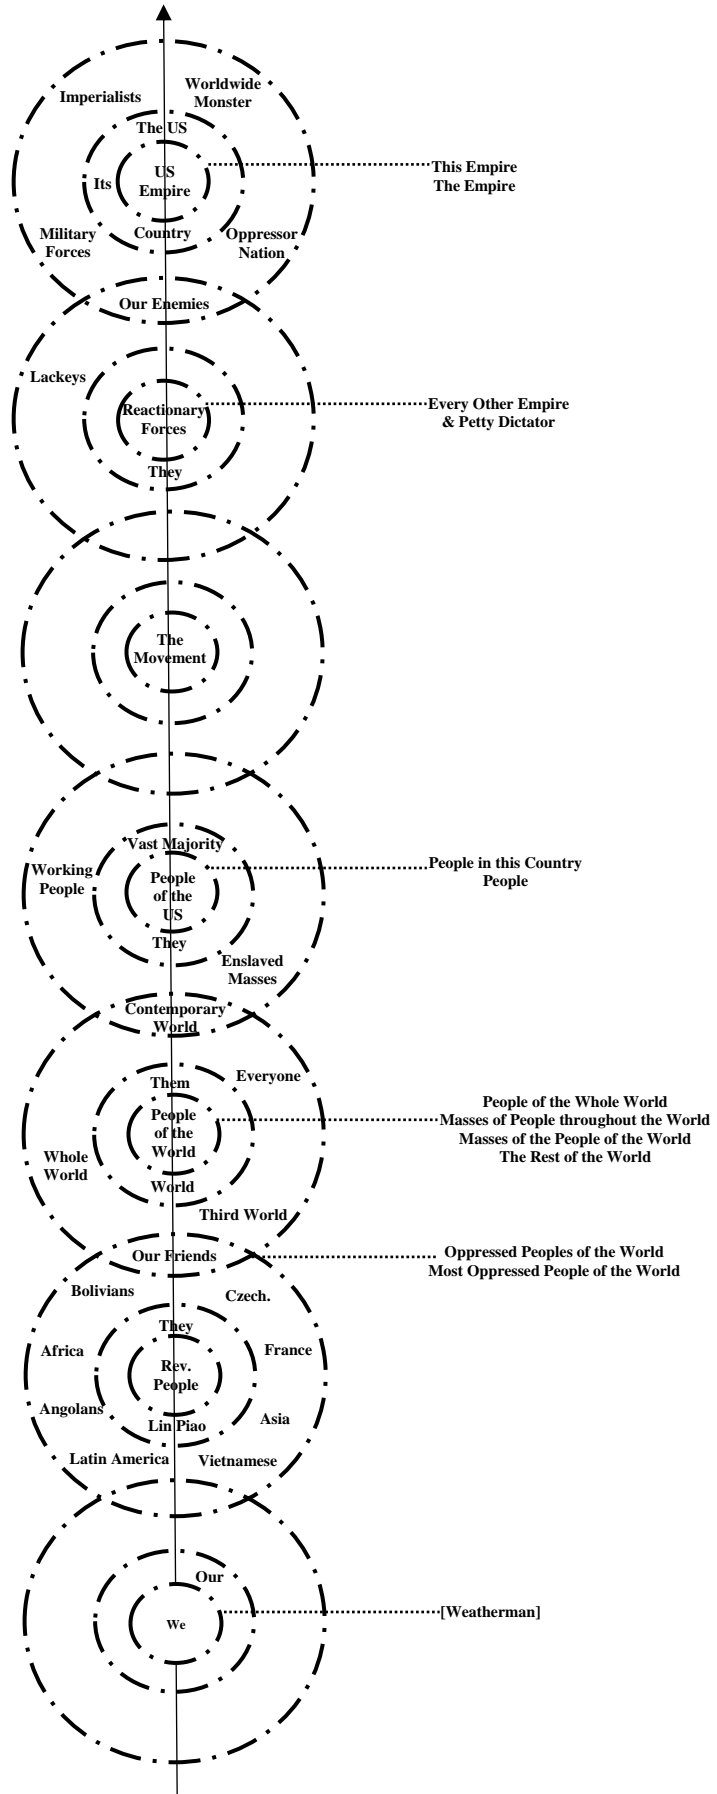 Imperialists
Worldwide
Monster
The US
US
Empire
Its
Country
Military
Forces
Oppressor
Nation
This Empire
The Empire
Our Enemies
Lackeys
Reactionary
Forces
They
Every Other Empire
& Petty Dictator
The
Movement
Vast Majority
Working
People
People
of the
US
They
Enslaved
Masses
People in this Country
People
Contemporary
World
Them
Everyone
People
of the
World
Whole
World
World
Third World
People of the Whole World
Masses of People throughout the World
Masses of the People of the World
The Rest of the World
Our Friends
Oppressed Peoples of the World
Most Oppressed People of the World
Bolivians
Czech.
They
Africa
France
Rev.
People
Angolans
Lin Piao
Asia
Latin America
Vietnamese
Our
We
[Weatherman]